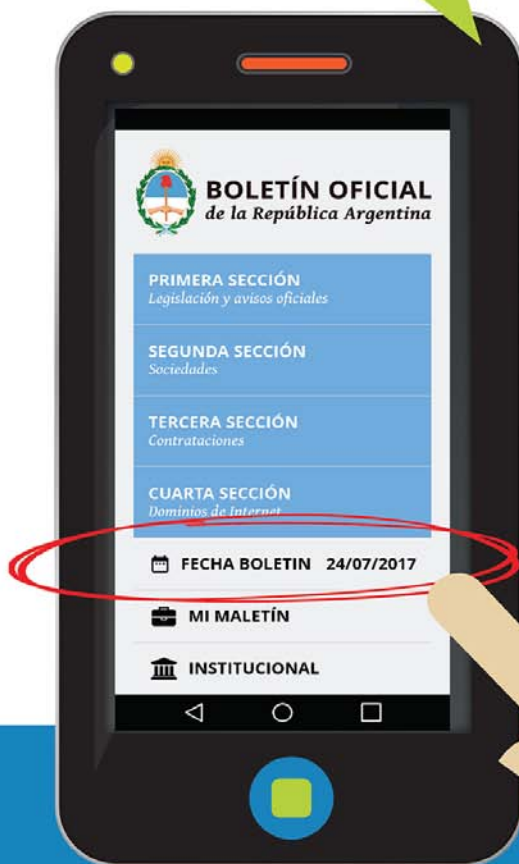 BOLETÍN OFICIAL
de la República Argentina
PRIMERA SECCIÓN
Legislación y avisos oficiales
SEGUNDA SECCIÓN
Sociedades
TERCERA SECCIÓN
Contrataciones
CUARTA SECCIÓN
Dominios de Internet
FECHA BOLETIN 24/07/2017
MI MALETÍN
INSTITUCIONAL